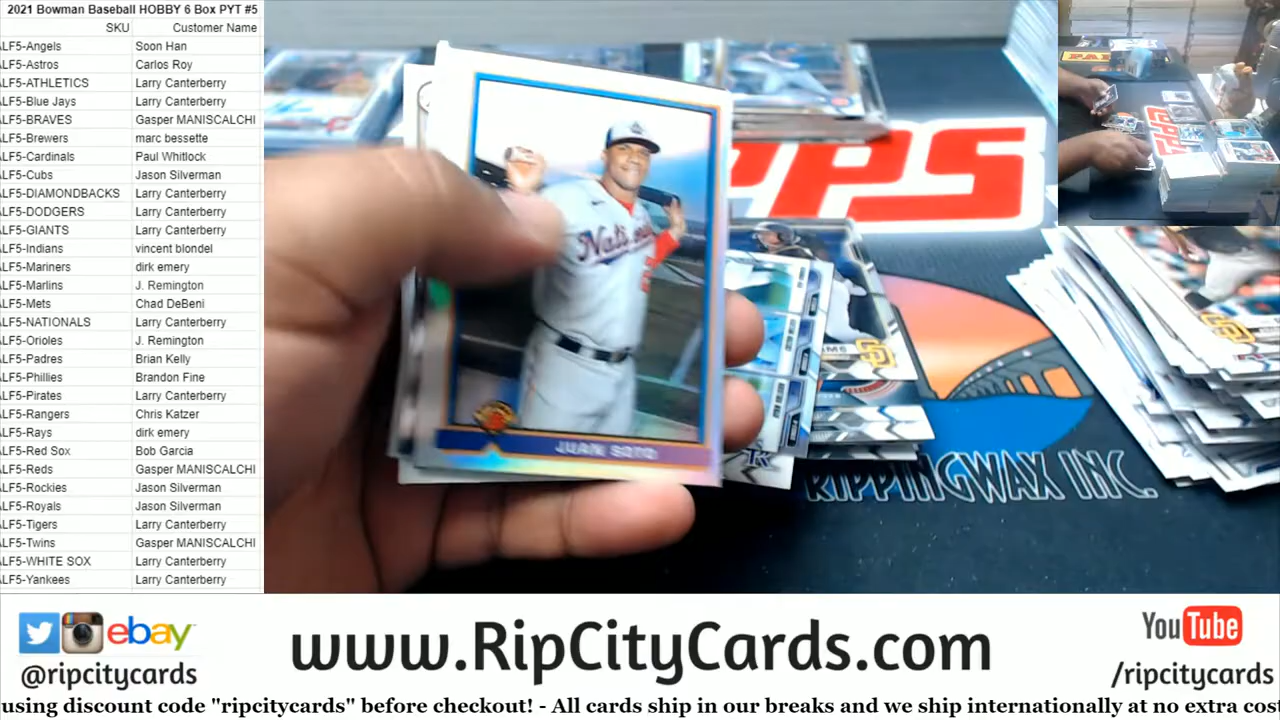 2021 Bowman Baseball HOBBY 6 Box PYT #5
SKU Customer Name
ALF5-Angels Soon Han
ALF5-Astros Carlos Roy
ALF5-ATHLETICS Larry Canterberry
ALF5-Blue Jays Larry Canterberry
ALF5-BRAVES Gasper MANISCALCHI
ALF5-Brewers marc bessette
ALF5-Cardinals Paul Whitlock
ALF5-Cubs Jason Silverman
ALF5-DIAMONDBACKS Larry Canterberry
ALF5-DODGERS Larry Canterberry
ALF5-GIANTS Larry Canterberry
ALF5-Indians vincent blondel
ALF5-Mariners dirk emery
ALF5-Marlins J. Remington
ALF5-Mets Chad DeBeni
ALF5-NATIONALS Larry Canterberry
ALF5-Orioles J. Remington
ALF5-Padres Brian Kelly
ALF5-Phillies Brandon Fine
ALF5-Pirates Larry Canterberry
ALF5-Rangers Chris Katzer
ALF5-Rays dirk emery
ALF5-Red Sox Bob Garcia
ALF5-Reds Gasper MANISCALCHI
ALF5-Rockies Jason Silverman
ALF5-Royals Jason Silverman
ALF5-Tigers Larry Canterberry
ALF5-Twins Gasper MANISCALCHI
ALF5-WHITE SOX Larry Canterberry
ALF5-Yankees Larry Canterberry
PPS
JUAN SOTO
RIPPINGWAX INC.
ebay
@ripcitycards
www.RipCityCards.com
YouTube
/ripcitycards
using discount code "ripcitycards" before checkout! - All cards ship in our breaks and we ship internationally at no extra cost